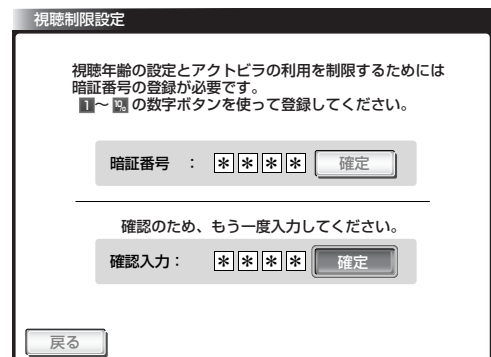 視聴制限設定
視聴年齢の設定とアクトビラの利用を制限するためには
暗証番号の登録が必要です。
1～10 の数字ボタンを使って登録してください。
暗証番号 ： ＊＊＊＊ 確定
確認のため、もう一度入力してください。
確認入力： ＊＊＊＊ 確定
戻る